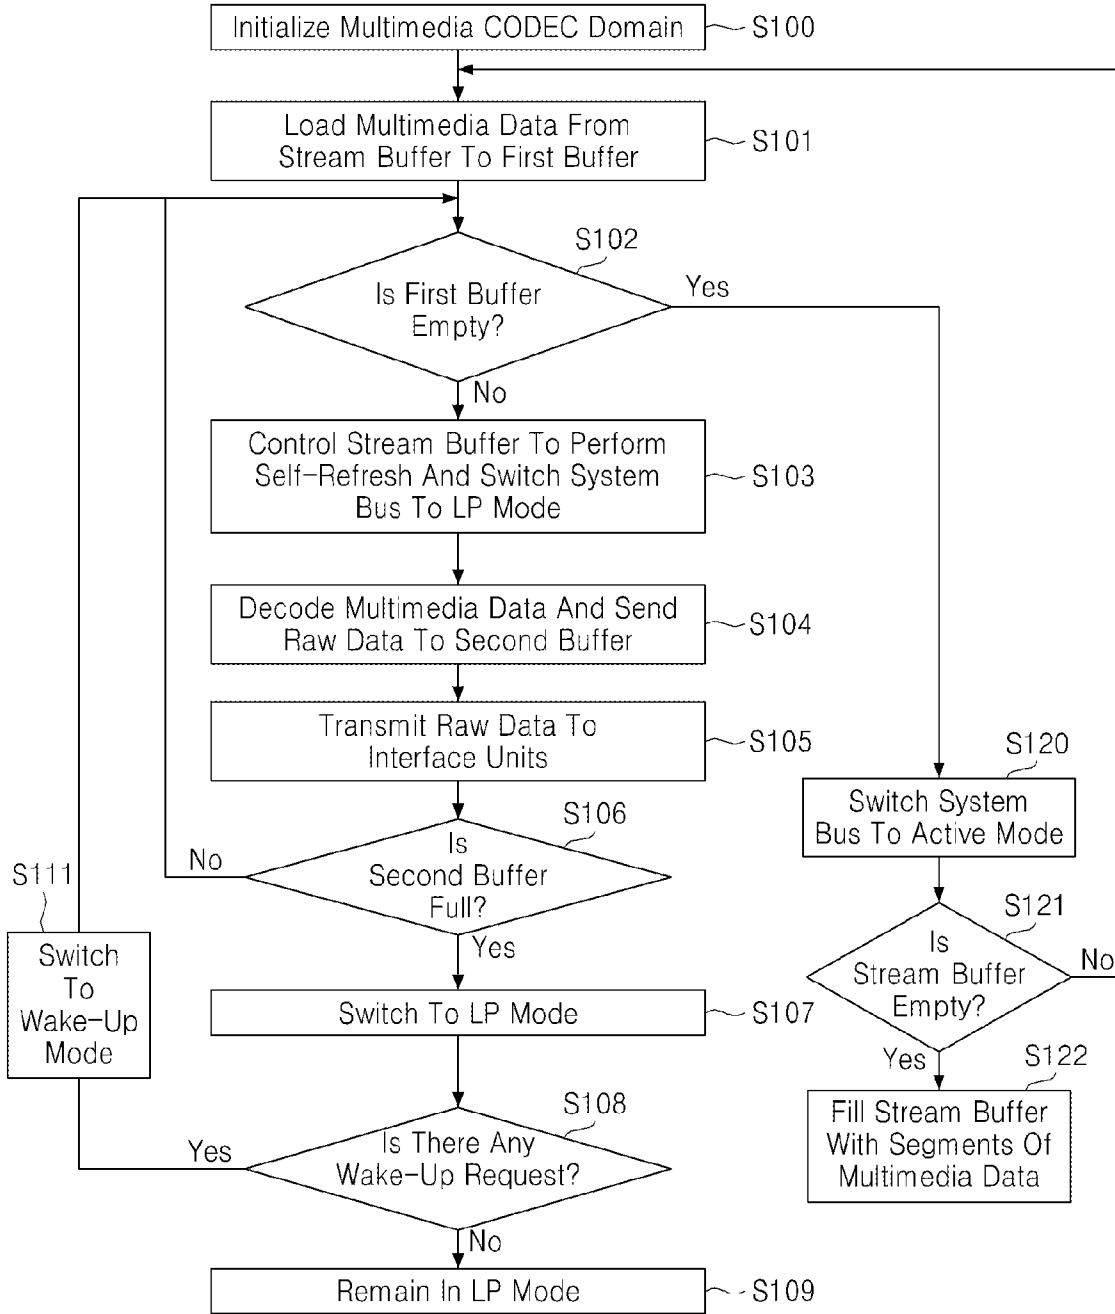 Initialize Multimedia CODEC Domain
S100
Load Multimedia Data From
Stream Buffer To First Buffer
S101
S102
Is First Buffer
Empty?
Yes
No
Control Stream Buffer To Perform
Self-Refresh And Switch System
Bus To LP Mode
S103
Decode Multimedia Data And Send
Raw Data To Second Buffer
S104
Transmit Raw Data To
Interface Units
S105
S106
Is
Second Buffer
Full?
No
Yes
S111
Switch
To
Wake-Up
Mode
Switch To LP Mode
S107
S108
Is There Any
Wake-Up Request?
Yes
No
Remain In LP Mode
S109
S120
Switch System
Bus To Active Mode
S121
Is
Stream Buffer
Empty?
No
Yes
S122
Fill Stream Buffer
With Segments Of
Multimedia Data